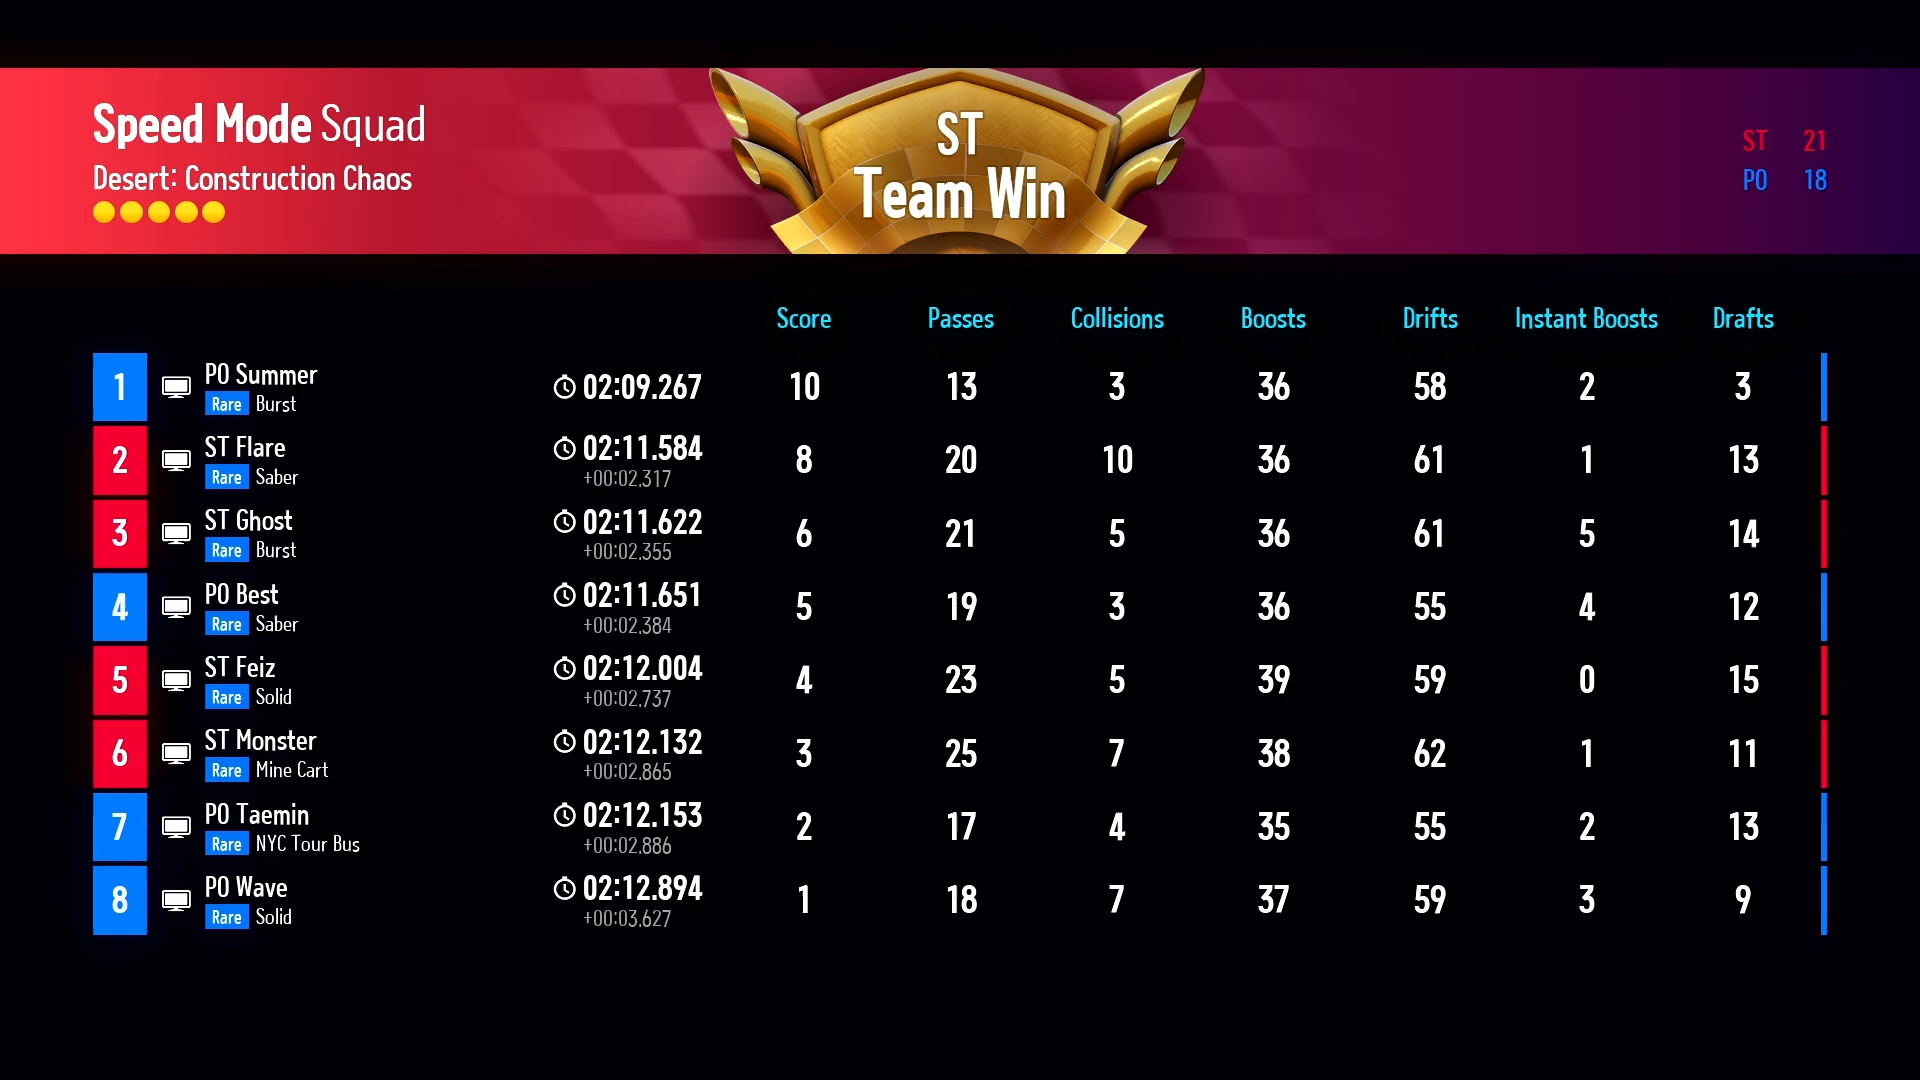 Speed Mode Squad
Desert: Construction Chaos
ST
Team Win
ST 21
PO 18
Score Passes Collisions Boosts Drifts Instant Boosts Drafts
1 PO Summer 02:09.267 10 13 3 36 58 2 3
Rare Burst
2 ST Flare 02:11.584 8 20 10 36 61 1 13
Rare Saber +00:02.317
3 ST Ghost 02:11.622 6 21 5 36 61 5 14
Rare Burst +00:02.355
4 PO Best 02:11.651 5 19 3 36 55 4 12
Rare Saber +00:02.384
5 ST Feiz 02:12.004 4 23 5 39 59 0 15
Rare Solid +00:02.737
6 ST Monster 02:12.132 3 25 7 38 62 1 11
Rare Mine Cart +00:02.865
7 PO Taemin 02:12.153 2 17 4 35 55 2 13
Rare NYC Tour Bus +00:02.886
8 PO Wave 02:12.894 1 18 7 37 59 3 9
Rare Solid +00:03.627